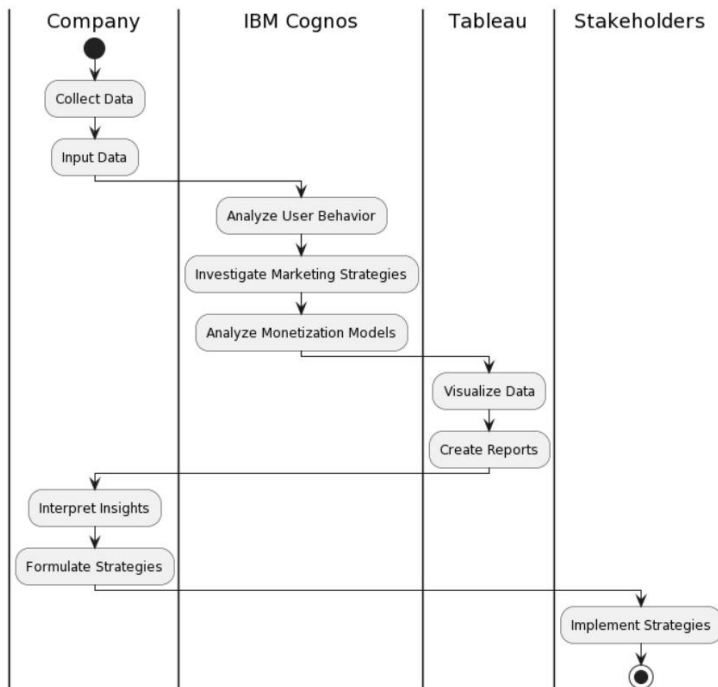 Company
IBM Cognos
Tableau
Stakeholders
Collect Data
Input Data
Analyze User Behavior
Investigate Marketing Strategies
Analyze Monetization Models
Visualize Data
Create Reports
Interpret Insights
Formulate Strategies
Implement Strategies